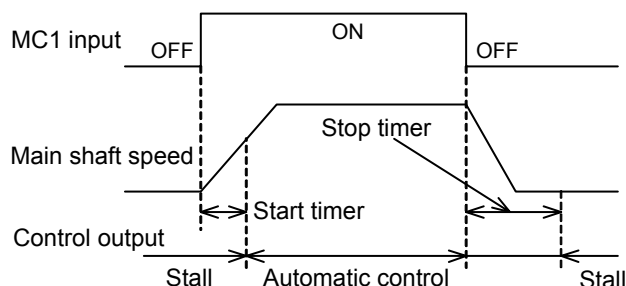 MC1 input
OFF
ON
OFF
Stop timer
Main shaft speed
Start timer
Control output
Stall
Automatic control
Stall